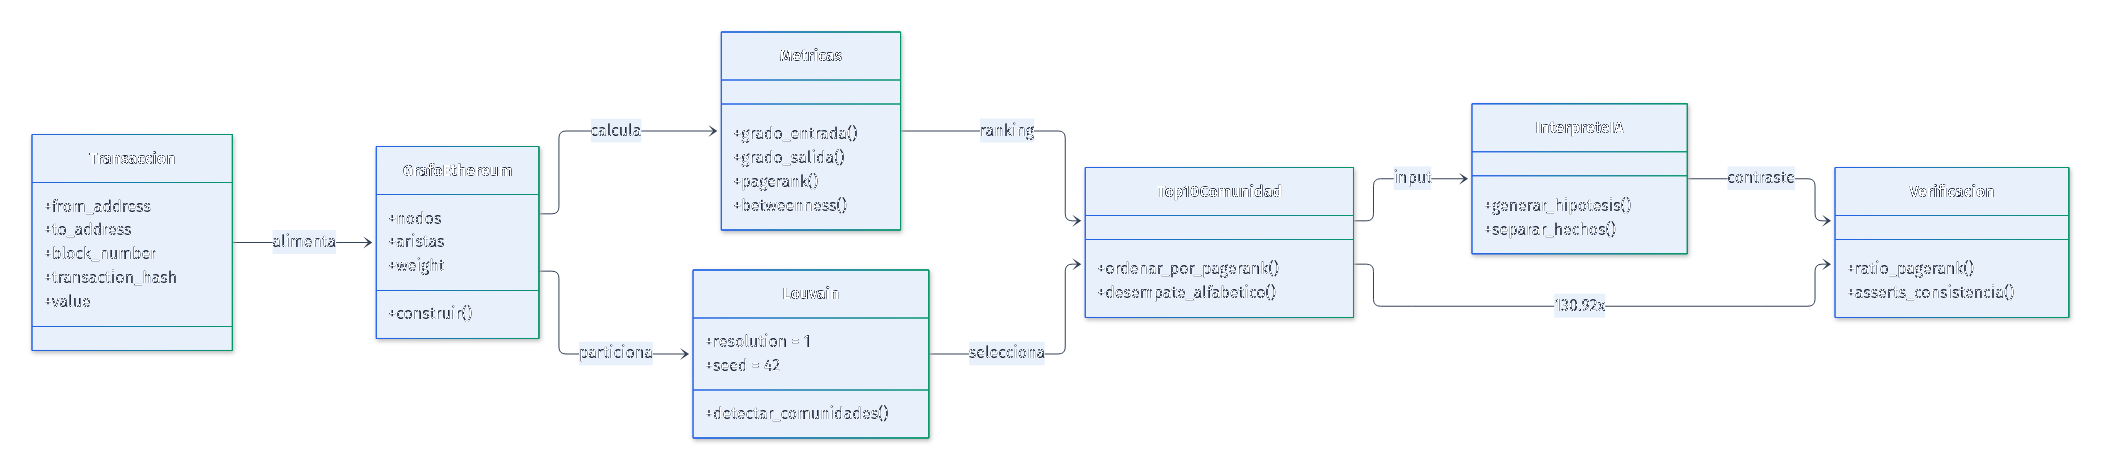 Transaccion
+from_address
+to_address
+block_number
+transaction_hash
+value
alimenta
GrafoEthereum
+nodos
+aristas
+weight
+construir()
calcula
particiona
Metricas
+grado_entrada()
+grado_salida()
+pagerank()
+betweenness()
Louvain
+resolution = 1
+seed = 42
+detectar_comunidades()
ranking
selecciona
Top10Comunidad
+ordenar_por_pagerank()
+desempate_alfabetico()
input
130.92x
InterpreteIA
+generar_hipotesis()
+separar_hechos()
contraste
Verificacion
+ratio_pagerank()
+asserts_consistencia()